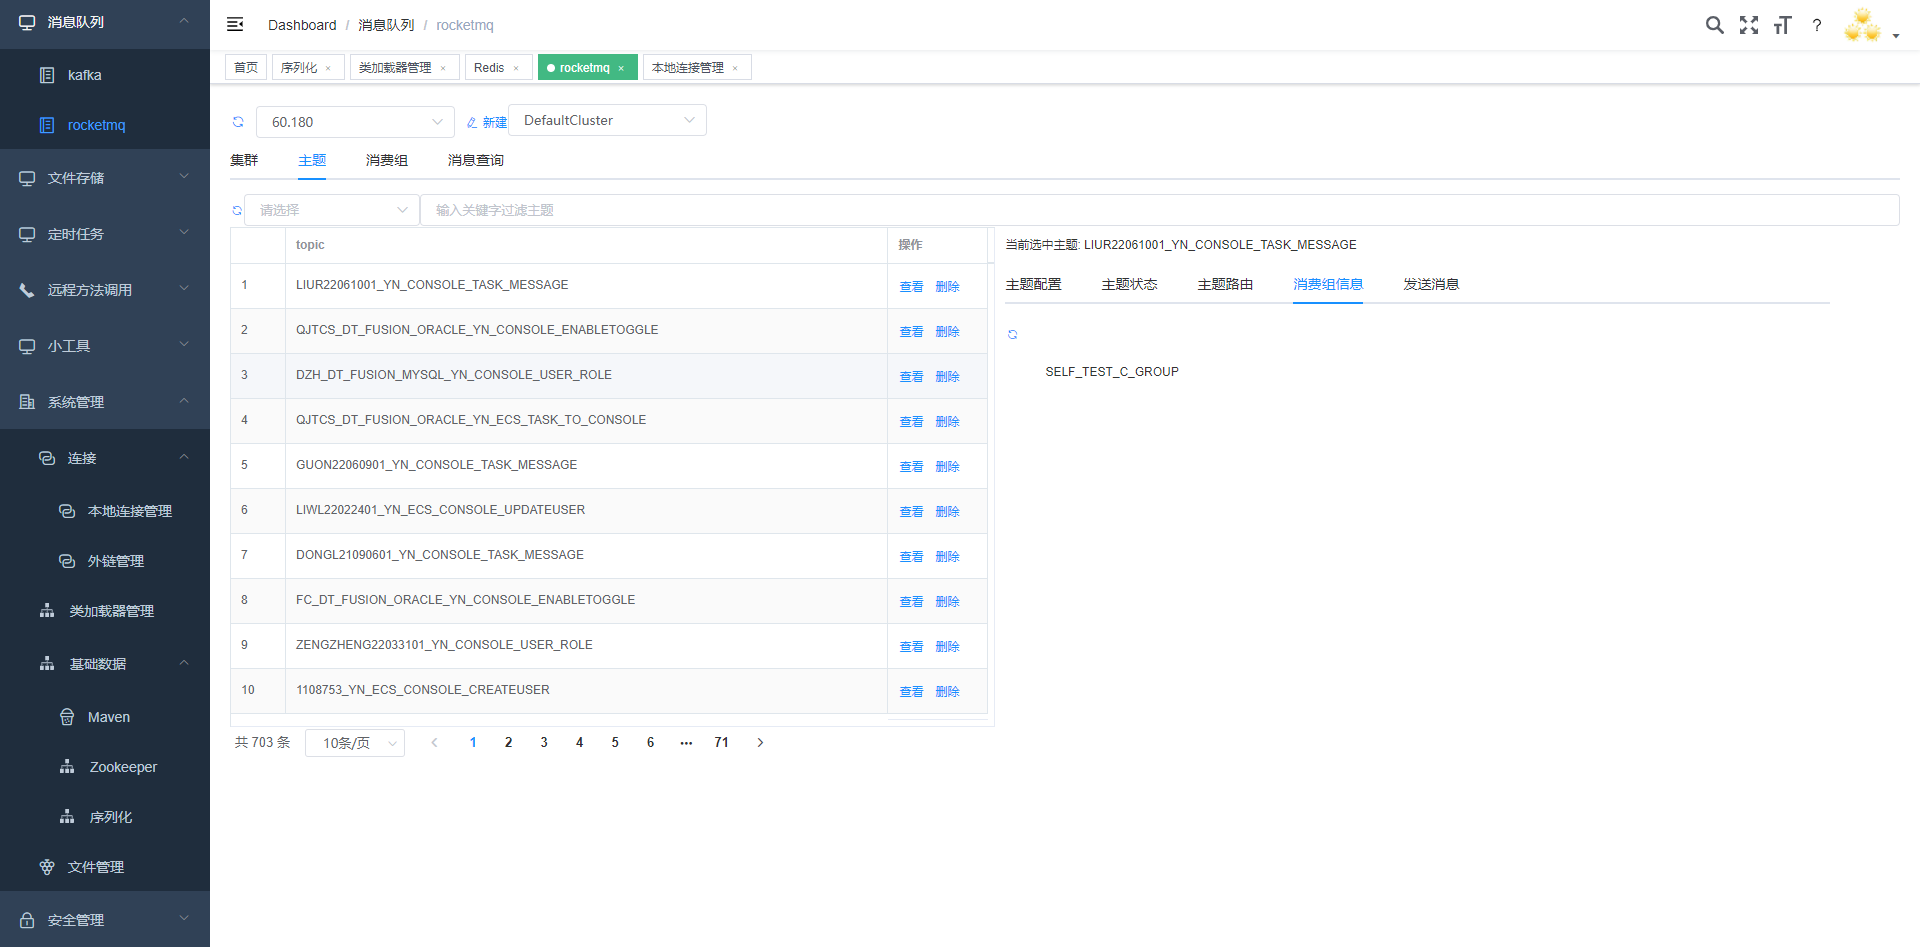 消息队列
kafka
rocketmq
文件存储
定时任务
远程方法调用
小工具
系统管理
连接
本地连接管理
外链管理
类加载器管理
基础数据
Maven
Zookeeper
序列化
文件管理
安全管理
Dashboard / 消息队列 / rocketmq
首页 序列化 × 类加载器管理 × Redis × rocketmq × 本地连接管理 ×
60.180 新建 DefaultCluster
集群 主题 消费组 消息查询
请选择 输入关键字过滤主题
topic 操作
1 LIUR22061001_YN_CONSOLE_TASK_MESSAGE 查看 删除
2 QJTCS_DT_FUSION_ORACLE_YN_CONSOLE_ENABLETOGGLE 查看 删除
3 DZH_DT_FUSION_MYSQL_YN_CONSOLE_USER_ROLE 查看 删除
4 QJTCS_DT_FUSION_ORACLE_YN_ECS_TASK_TO_CONSOLE 查看 删除
5 GUON22060901_YN_CONSOLE_TASK_MESSAGE 查看 删除
6 LIWL22022401_YN_ECS_CONSOLE_UPDATEUSER 查看 删除
7 DONGL21090601_YN_CONSOLE_TASK_MESSAGE 查看 删除
8 FC_DT_FUSION_ORACLE_YN_CONSOLE_ENABLETOGGLE 查看 删除
9 ZENGZHENG22033101_YN_CONSOLE_USER_ROLE 查看 删除
10 1108753_YN_ECS_CONSOLE_CREATEUSER 查看 删除
共 703 条 10条/页 1 2 3 4 5 6 ••• 71
当前选中主题: LIUR22061001_YN_CONSOLE_TASK_MESSAGE
主题配置 主题状态 主题路由 消费组信息 发送消息
SELF_TEST_C_GROUP